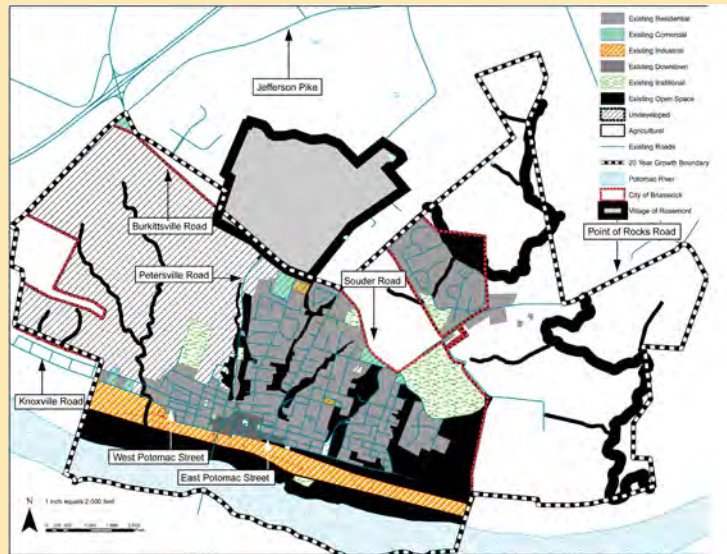 Existing Residential
Existing Comercial
Existing Industrial
Existing Downtown
Existing Institional
Existing Open Space
Undeveloped
Agricultural
Existing Roads
20 Year Growth Boundary
Potomac River
City of Brunswick
Village of Rosemont
Jefferson Pike
Burkittsville Road
Point of Rocks Road
Petersville Road
Souder Road
Knoxville Road
West Potomac Street
East Potomac Street
N
1 inch equals 2,000 feet